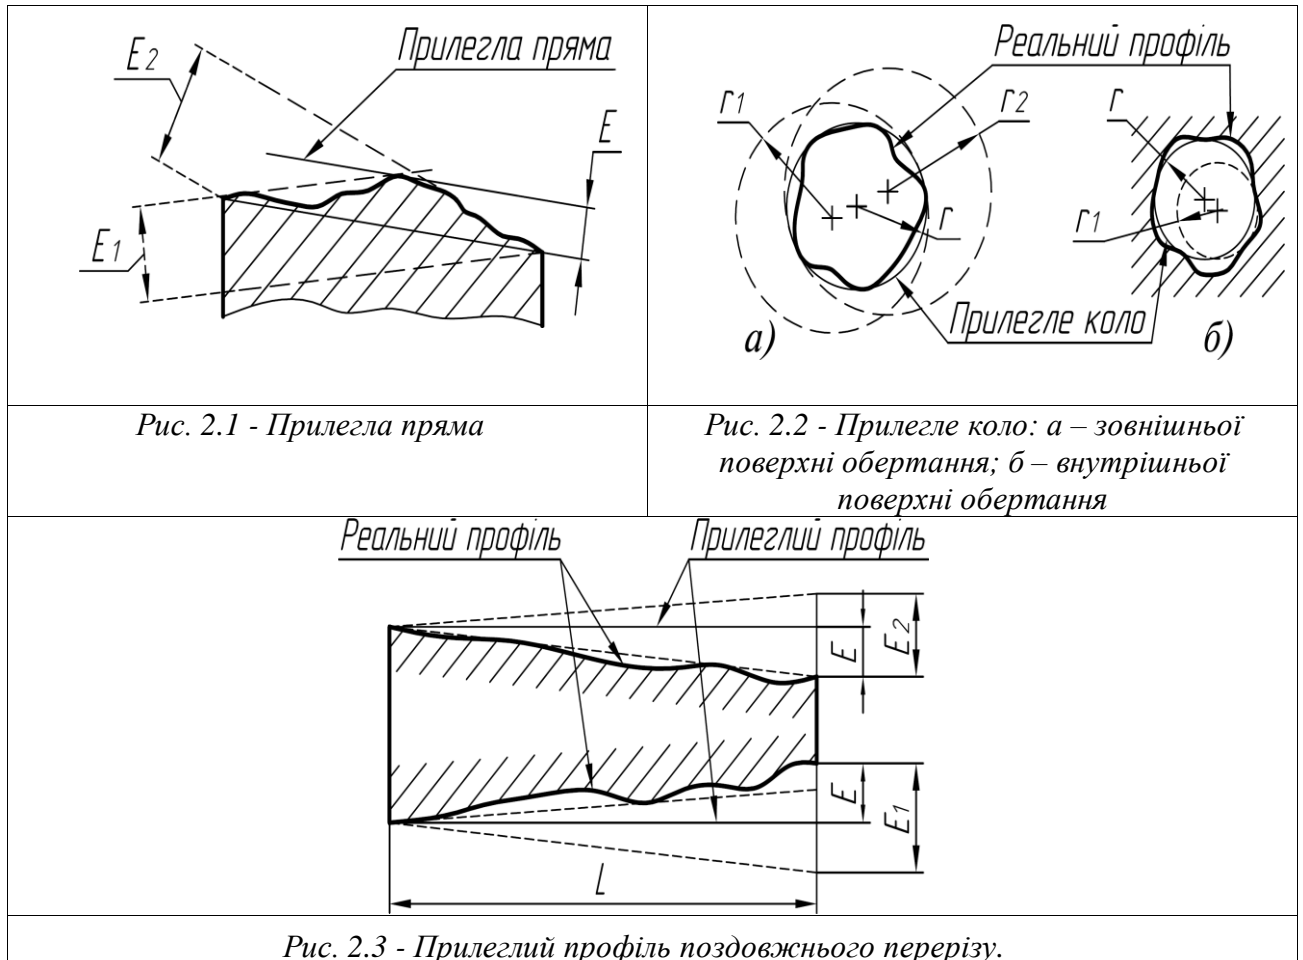 E2
Прилегла пряма
E
E1
Реальний профіль
r1
r2
r
r
r1
Прилегле коло
а)
б)
Рис. 2.1 - Прилегла пряма
Рис. 2.2 - Прилегле коло: а – зовнішньої
поверхні обертання; б – внутрішньої
поверхні обертання
Реальний профіль
Прилеглий профіль
E
E2
E
E1
L
Рис. 2.3 - Прилеглий профіль поздовжнього перерізу.